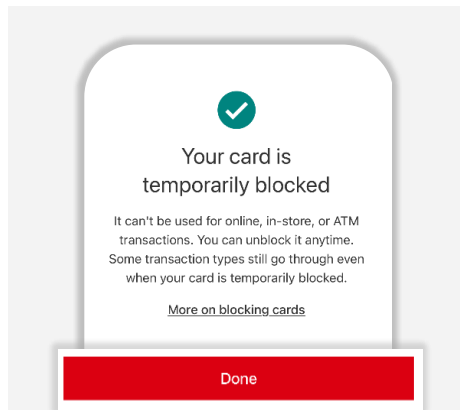 Your card is
temporarily blocked
It can't be used for online, in-store, or ATM
transactions. You can unblock it anytime.
Some transaction types still go through even
when your card is temporarily blocked.
More on blocking cards
Done